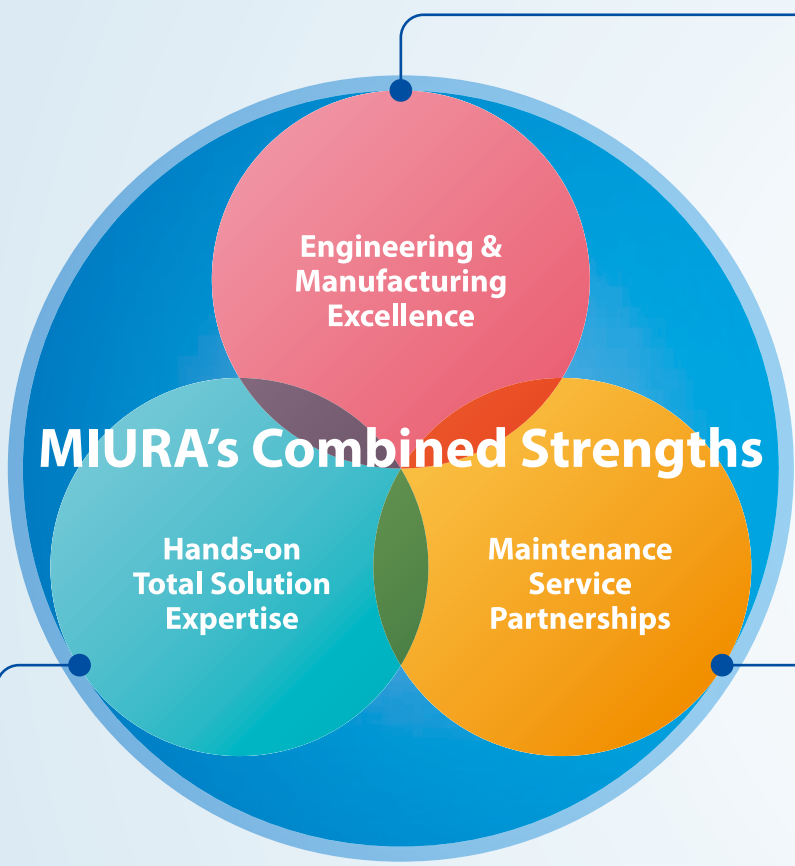 Engineering &
Manufacturing
Excellence
MIURA’s Combined Strengths
Hands-on
Total Solution
Expertise
Maintenance
Service
Partnerships